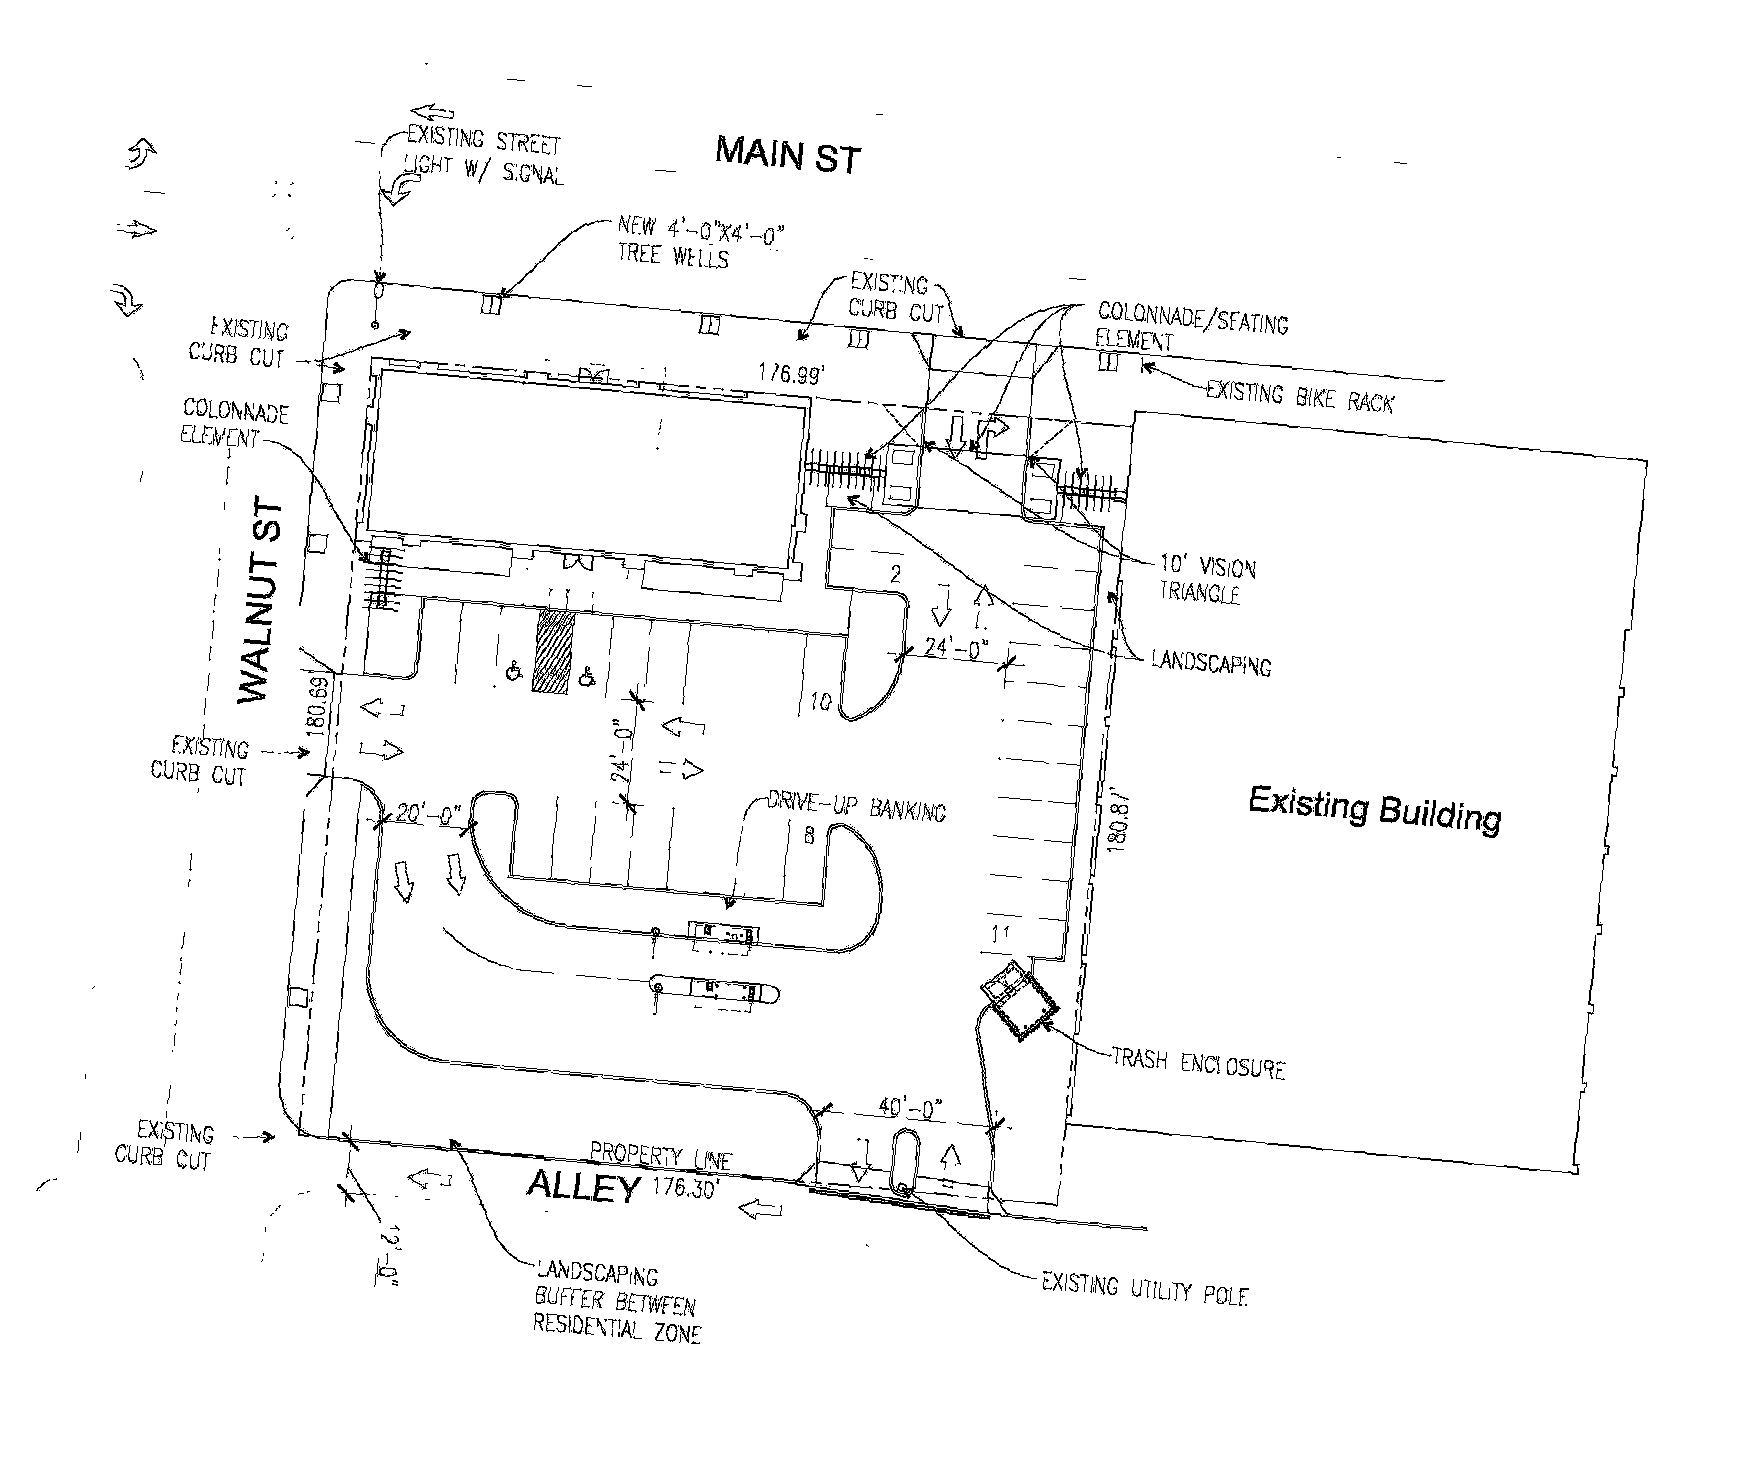 MAIN ST
EXISTING STREET
LIGHT W/ SIGNAL
NEW 4'-0"X4'-0"
TREE WELLS
EXISTING
CURB CUT
COLONNADE/SEATING
ELEMENT
EXISTING
CURB CUT
176.99'
EXISTING BIKE RACK
COLONNADE
ELEMENT
WALNUT ST
2
10' VISION
TRIANGLE
24'-0"
LANDSCAPING
180.69'
10
EXISTING
CURB CUT
24'-0"
20'-0"
DRIVE-UP BANKING
8
180.87'
Existing Building
11
TRASH ENCLOSURE
40'-0"
EXISTING
CURB CUT
PROPERTY LINE
ALLEY 176.30'
12'-0"
LANDSCAPING
BUFFER BETWEEN
RESIDENTIAL ZONE
EXISTING UTILITY POLE